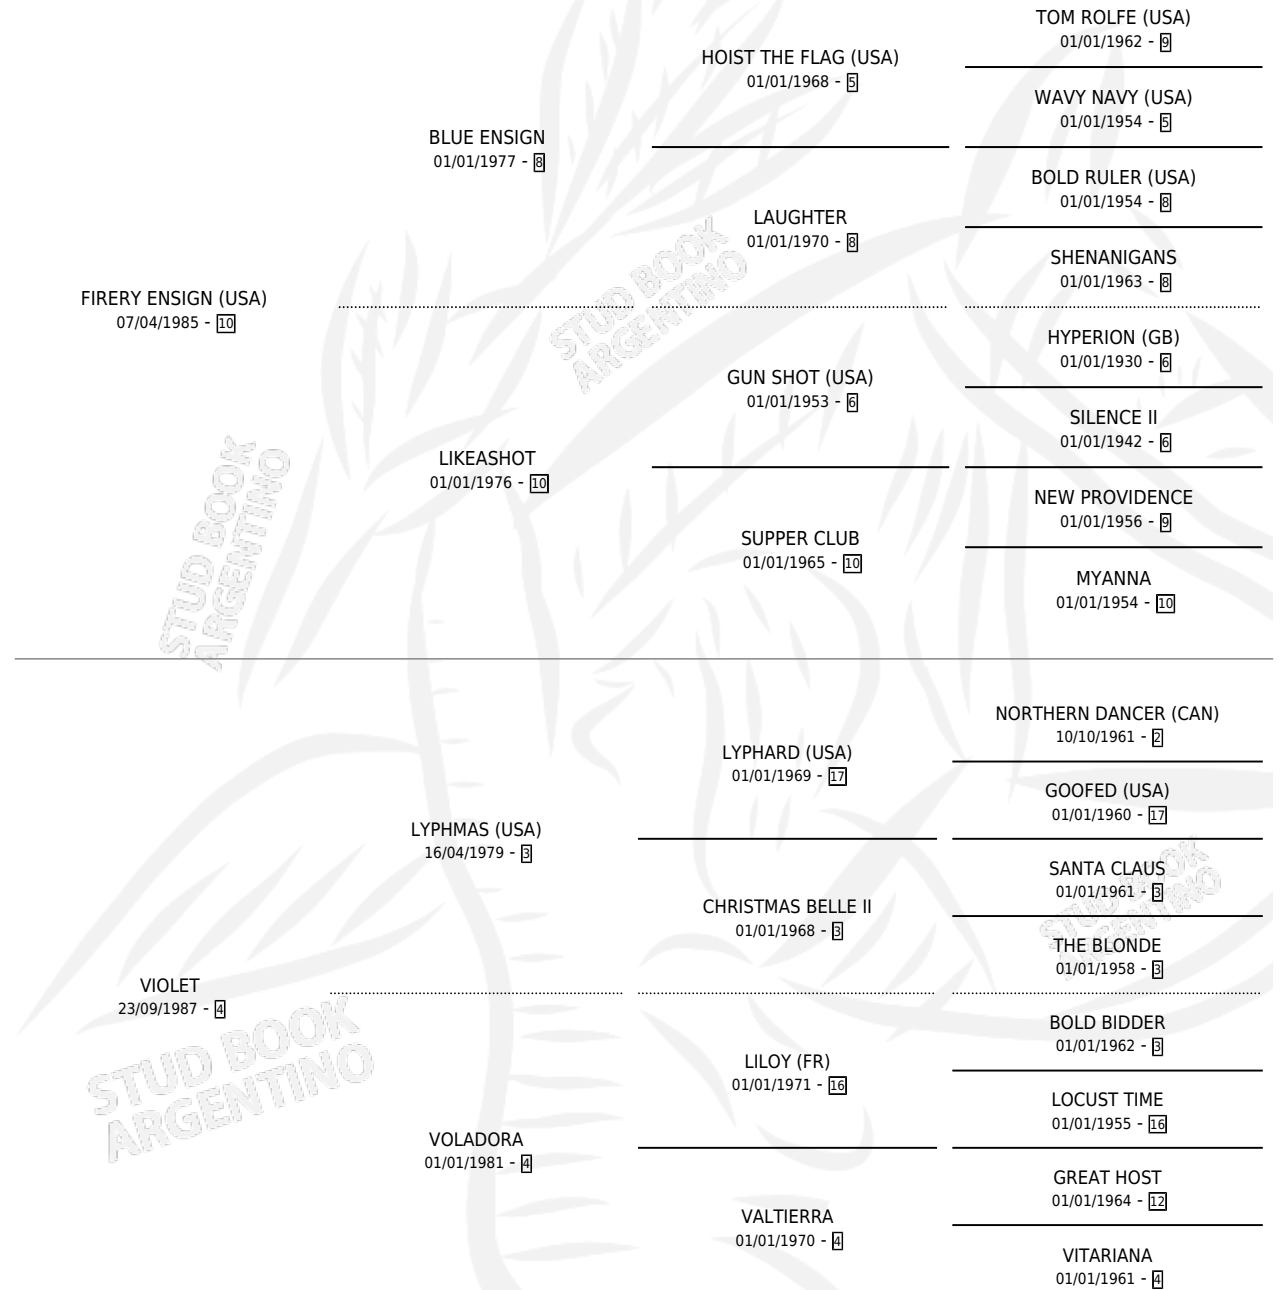 TOM ROLFE (USA)
01/01/1962 - 9
HOIST THE FLAG (USA)
01/01/1968 - 5
WAVY NAVY (USA)
01/01/1954 - 5
BLUE ENSIGN
01/01/1977 - 8
BOLD RULER (USA)
01/01/1954 - 8
LAUGHTER
01/01/1970 - 8
SHENANIGANS
01/01/1963 - 8
FIRERY ENSIGN (USA)
07/04/1985 - 10
HYPERION (GB)
01/01/1930 - 6
GUN SHOT (USA)
01/01/1953 - 6
SILENCE II
01/01/1942 - 6
LIKEASHOT
01/01/1976 - 10
NEW PROVIDENCE
01/01/1956 - 9
SUPPER CLUB
01/01/1965 - 10
MYANNA
01/01/1954 - 10
NORTHERN DANCER (CAN)
10/10/1961 - 2
LYPHARD (USA)
01/01/1969 - 17
GOOFED (USA)
01/01/1960 - 17
LYPHMAS (USA)
16/04/1979 - 3
SANTA CLAUS
01/01/1961 - 3
CHRISTMAS BELLE II
01/01/1968 - 3
THE BLONDE
01/01/1958 - 3
VIOLET
23/09/1987 - 4
BOLD BIDDER
01/01/1962 - 3
LILOY (FR)
01/01/1971 - 16
LOCUST TIME
01/01/1955 - 16
VOLADORA
01/01/1981 - 4
GREAT HOST
01/01/1964 - 12
VALTIERRA
01/01/1970 - 4
VITARIANA
01/01/1961 - 4
STUD BOOK
ARGENTINO
STUD BOOK
ARGENTINO
STUD BOOK
ARGENTINO
STUD BOOK
ARGENTINO